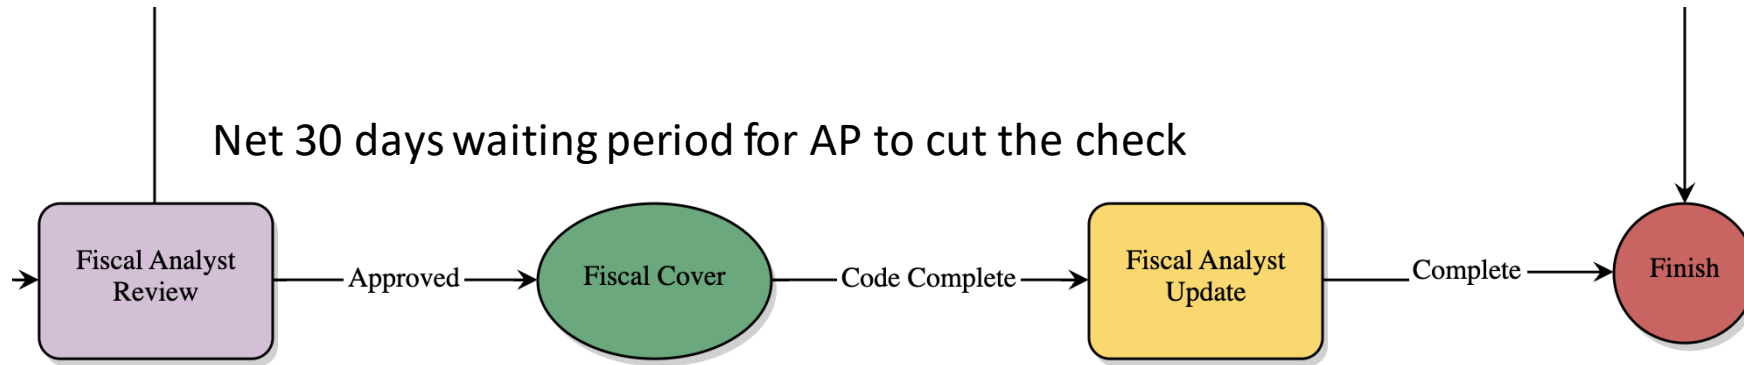 Net 30 days waiting period for AP to cut the check
Fiscal Analyst
Review
Approved
Fiscal Cover
Code Complete
Fiscal Analyst
Update
Complete
Finish